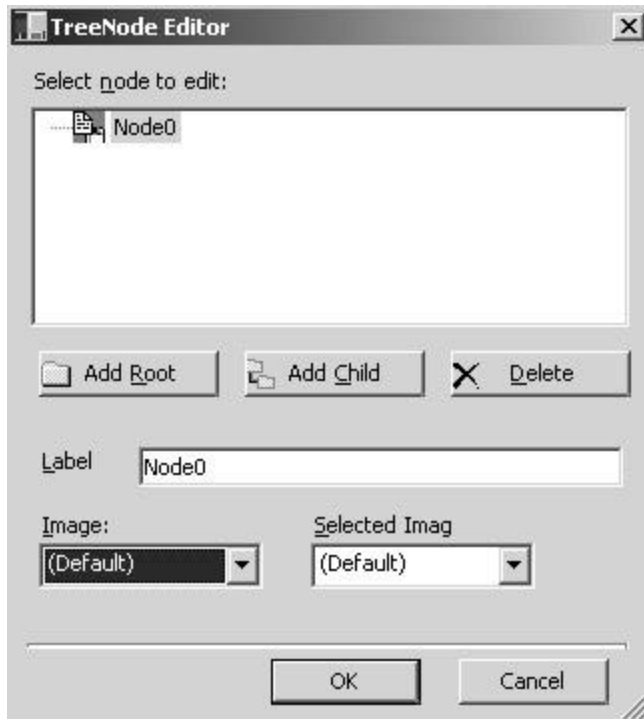 TreeNode Editor
Select node to edit:
Node0
Add Root Add Child Delete
Label Node0
Image: Selected Imag
(Default) (Default)
OK Cancel